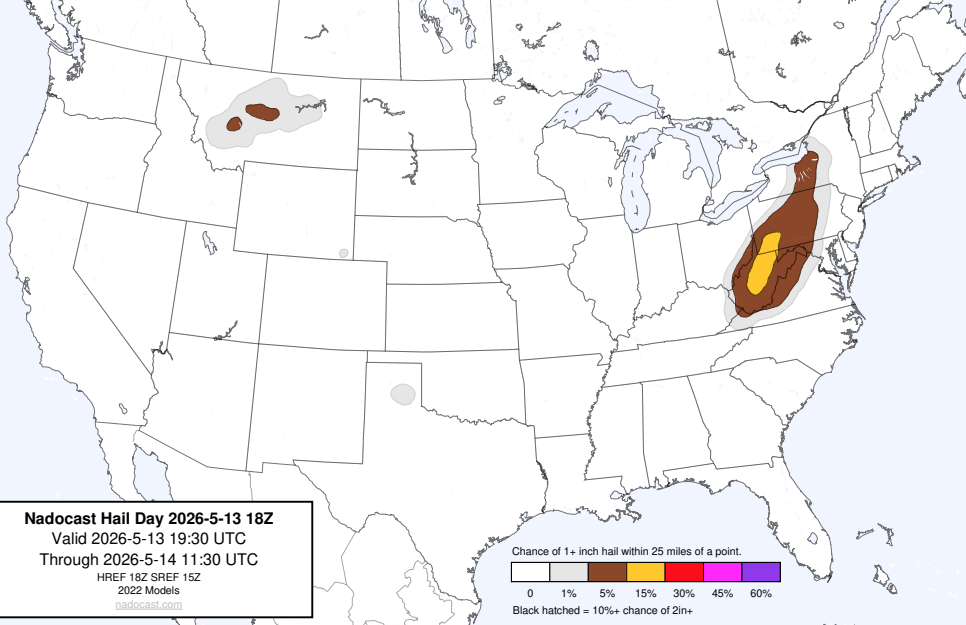 Nadocast Hail Day 2026-5-13 18Z
Valid 2026-5-13 19:30 UTC
Through 2026-5-14 11:30 UTC
HREF 18Z SREF 15Z
2022 Models
nadocast.com
Chance of 1+ inch hail within 25 miles of a point.
0 1% 5% 15% 30% 45% 60%
Black hatched = 10%+ chance of 2in+